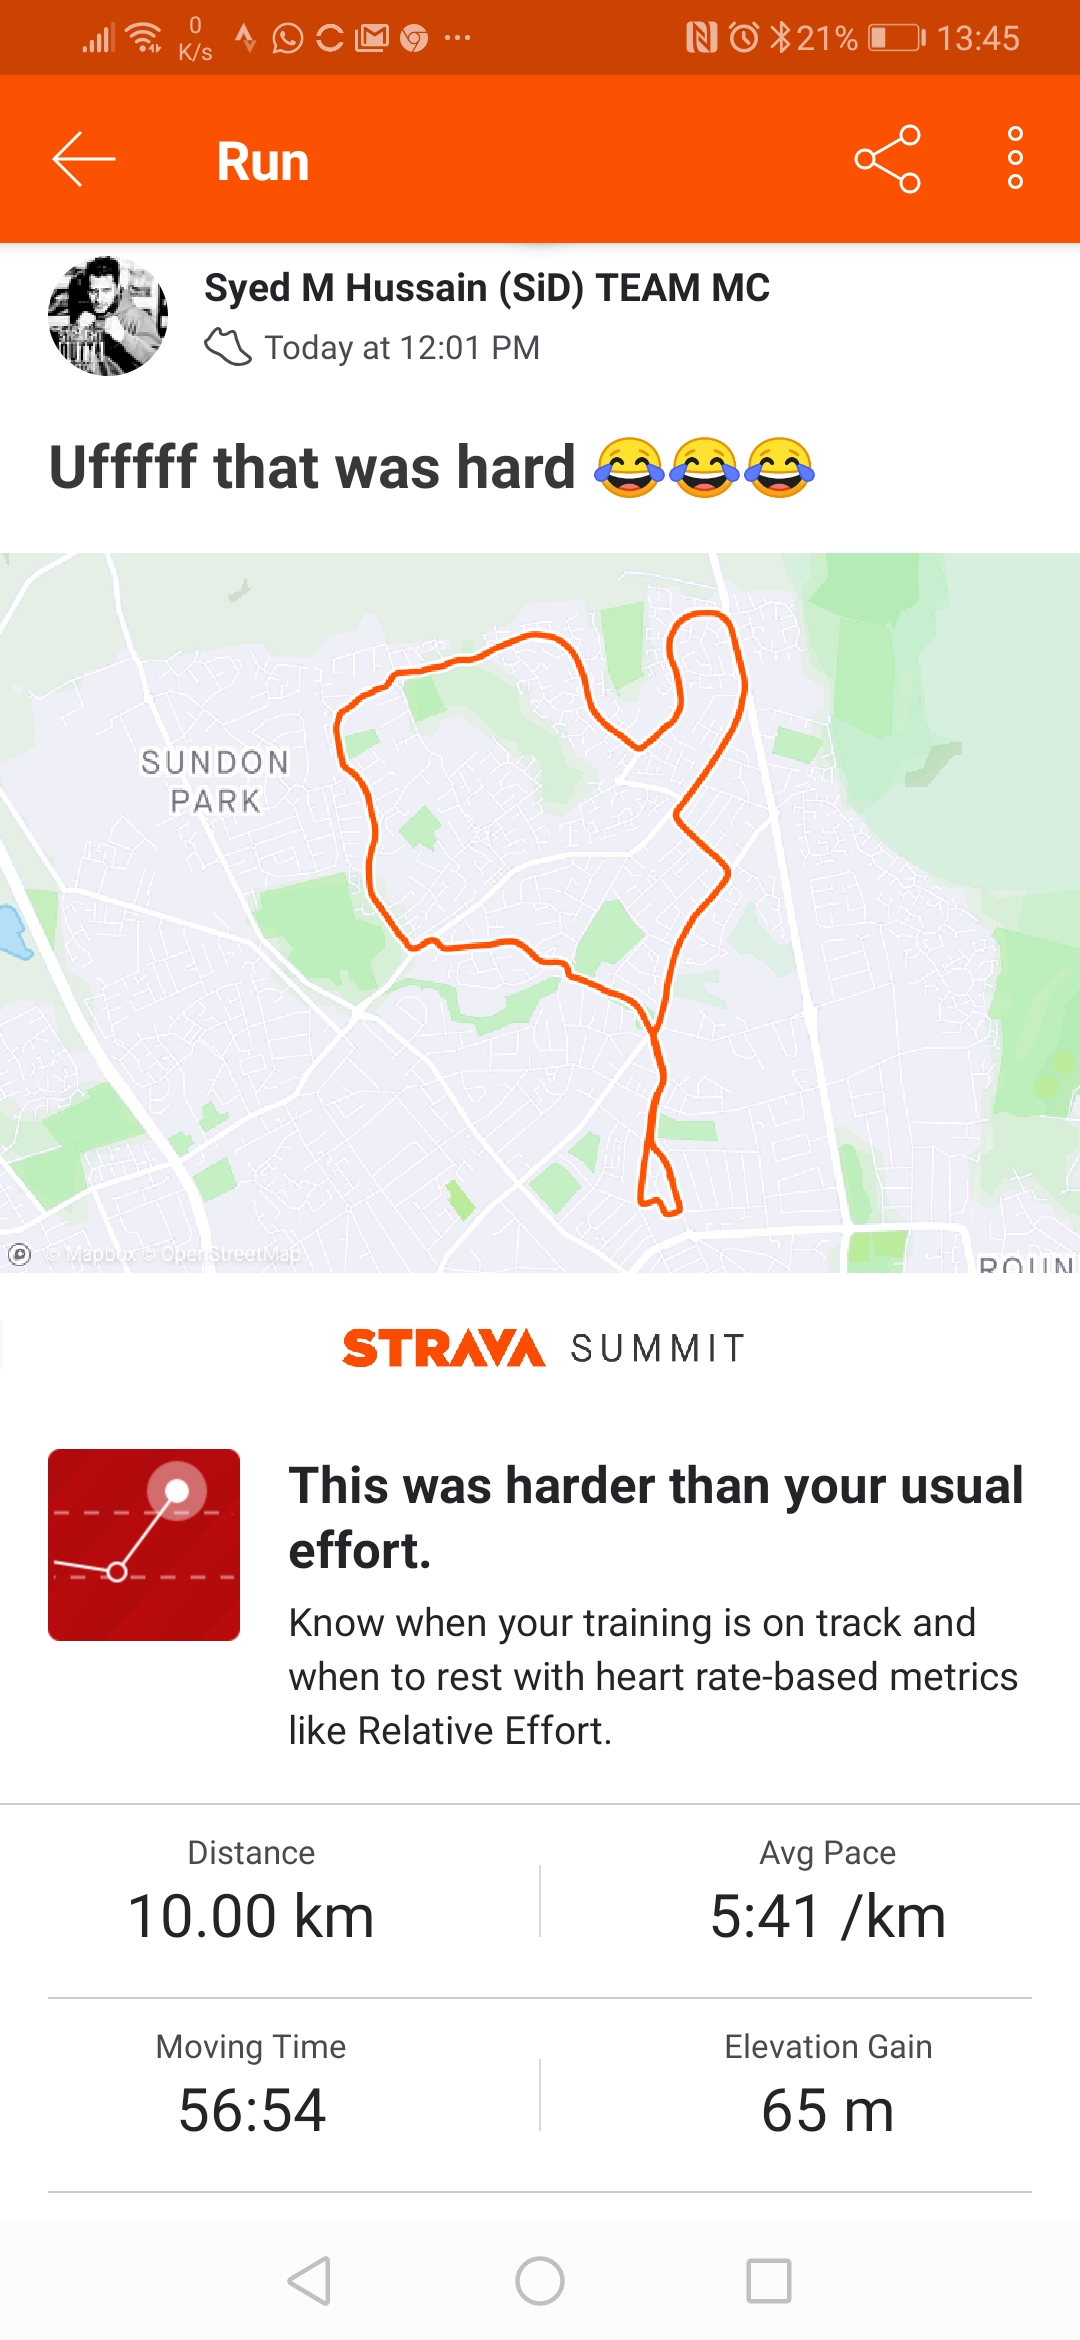 0
K/s
21%
13:45
Run
Syed M Hussain (SiD) TEAM MC
Today at 12:01 PM
Ufffff that was hard 😂😂😂
SUNDON
PARK
© Mapbox © OpenStreetMap
ROUN
STRAVA SUMMIT
This was harder than your usual
effort.
Know when your training is on track and
when to rest with heart rate-based metrics
like Relative Effort.
Distance
10.00 km
Avg Pace
5:41 /km
Moving Time
56:54
Elevation Gain
65 m